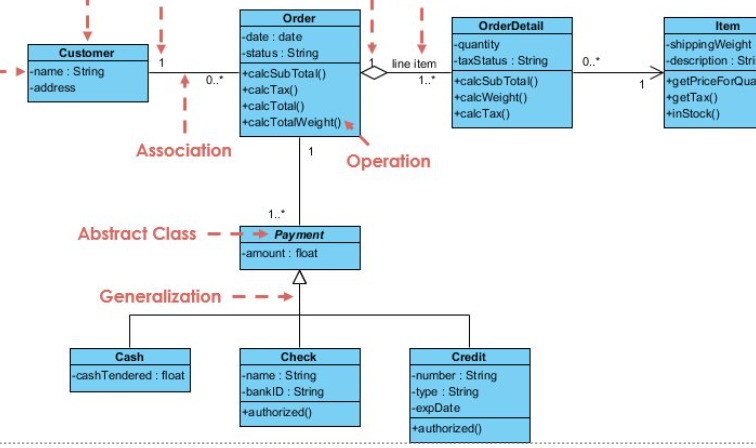 Customer
-name : String
-address
1
0..*
Order
-date : date
-status : String
+calcSubTotal()
+calcTax()
+calcTotal()
+calcTotalWeight()
1
line item
1..*
OrderDetail
-quantity
-taxStatus : String
+calcSubTotal()
+calcWeight()
+calcTax()
0..*
1
Item
-shippingWeight
-description : Stri
+getPriceForQua
+getTax()
+inStock()
Association
Operation
1
1..*
Abstract Class
Payment
-amount : float
Generalization
Cash
-cashTendered : float
Check
-name : String
-bankID : String
+authorized()
Credit
-number : String
-type : String
-expDate
+authorized()